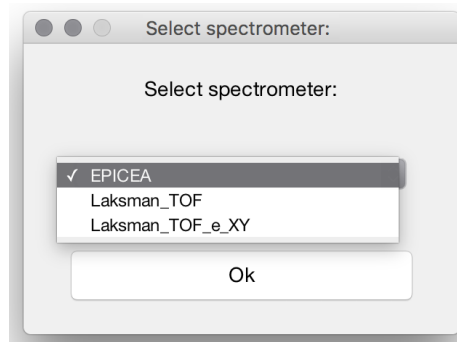 Select spectrometer:
Select spectrometer:
✓ EPICEA
Laksman_TOF
Laksman_TOF_e_XY
Ok